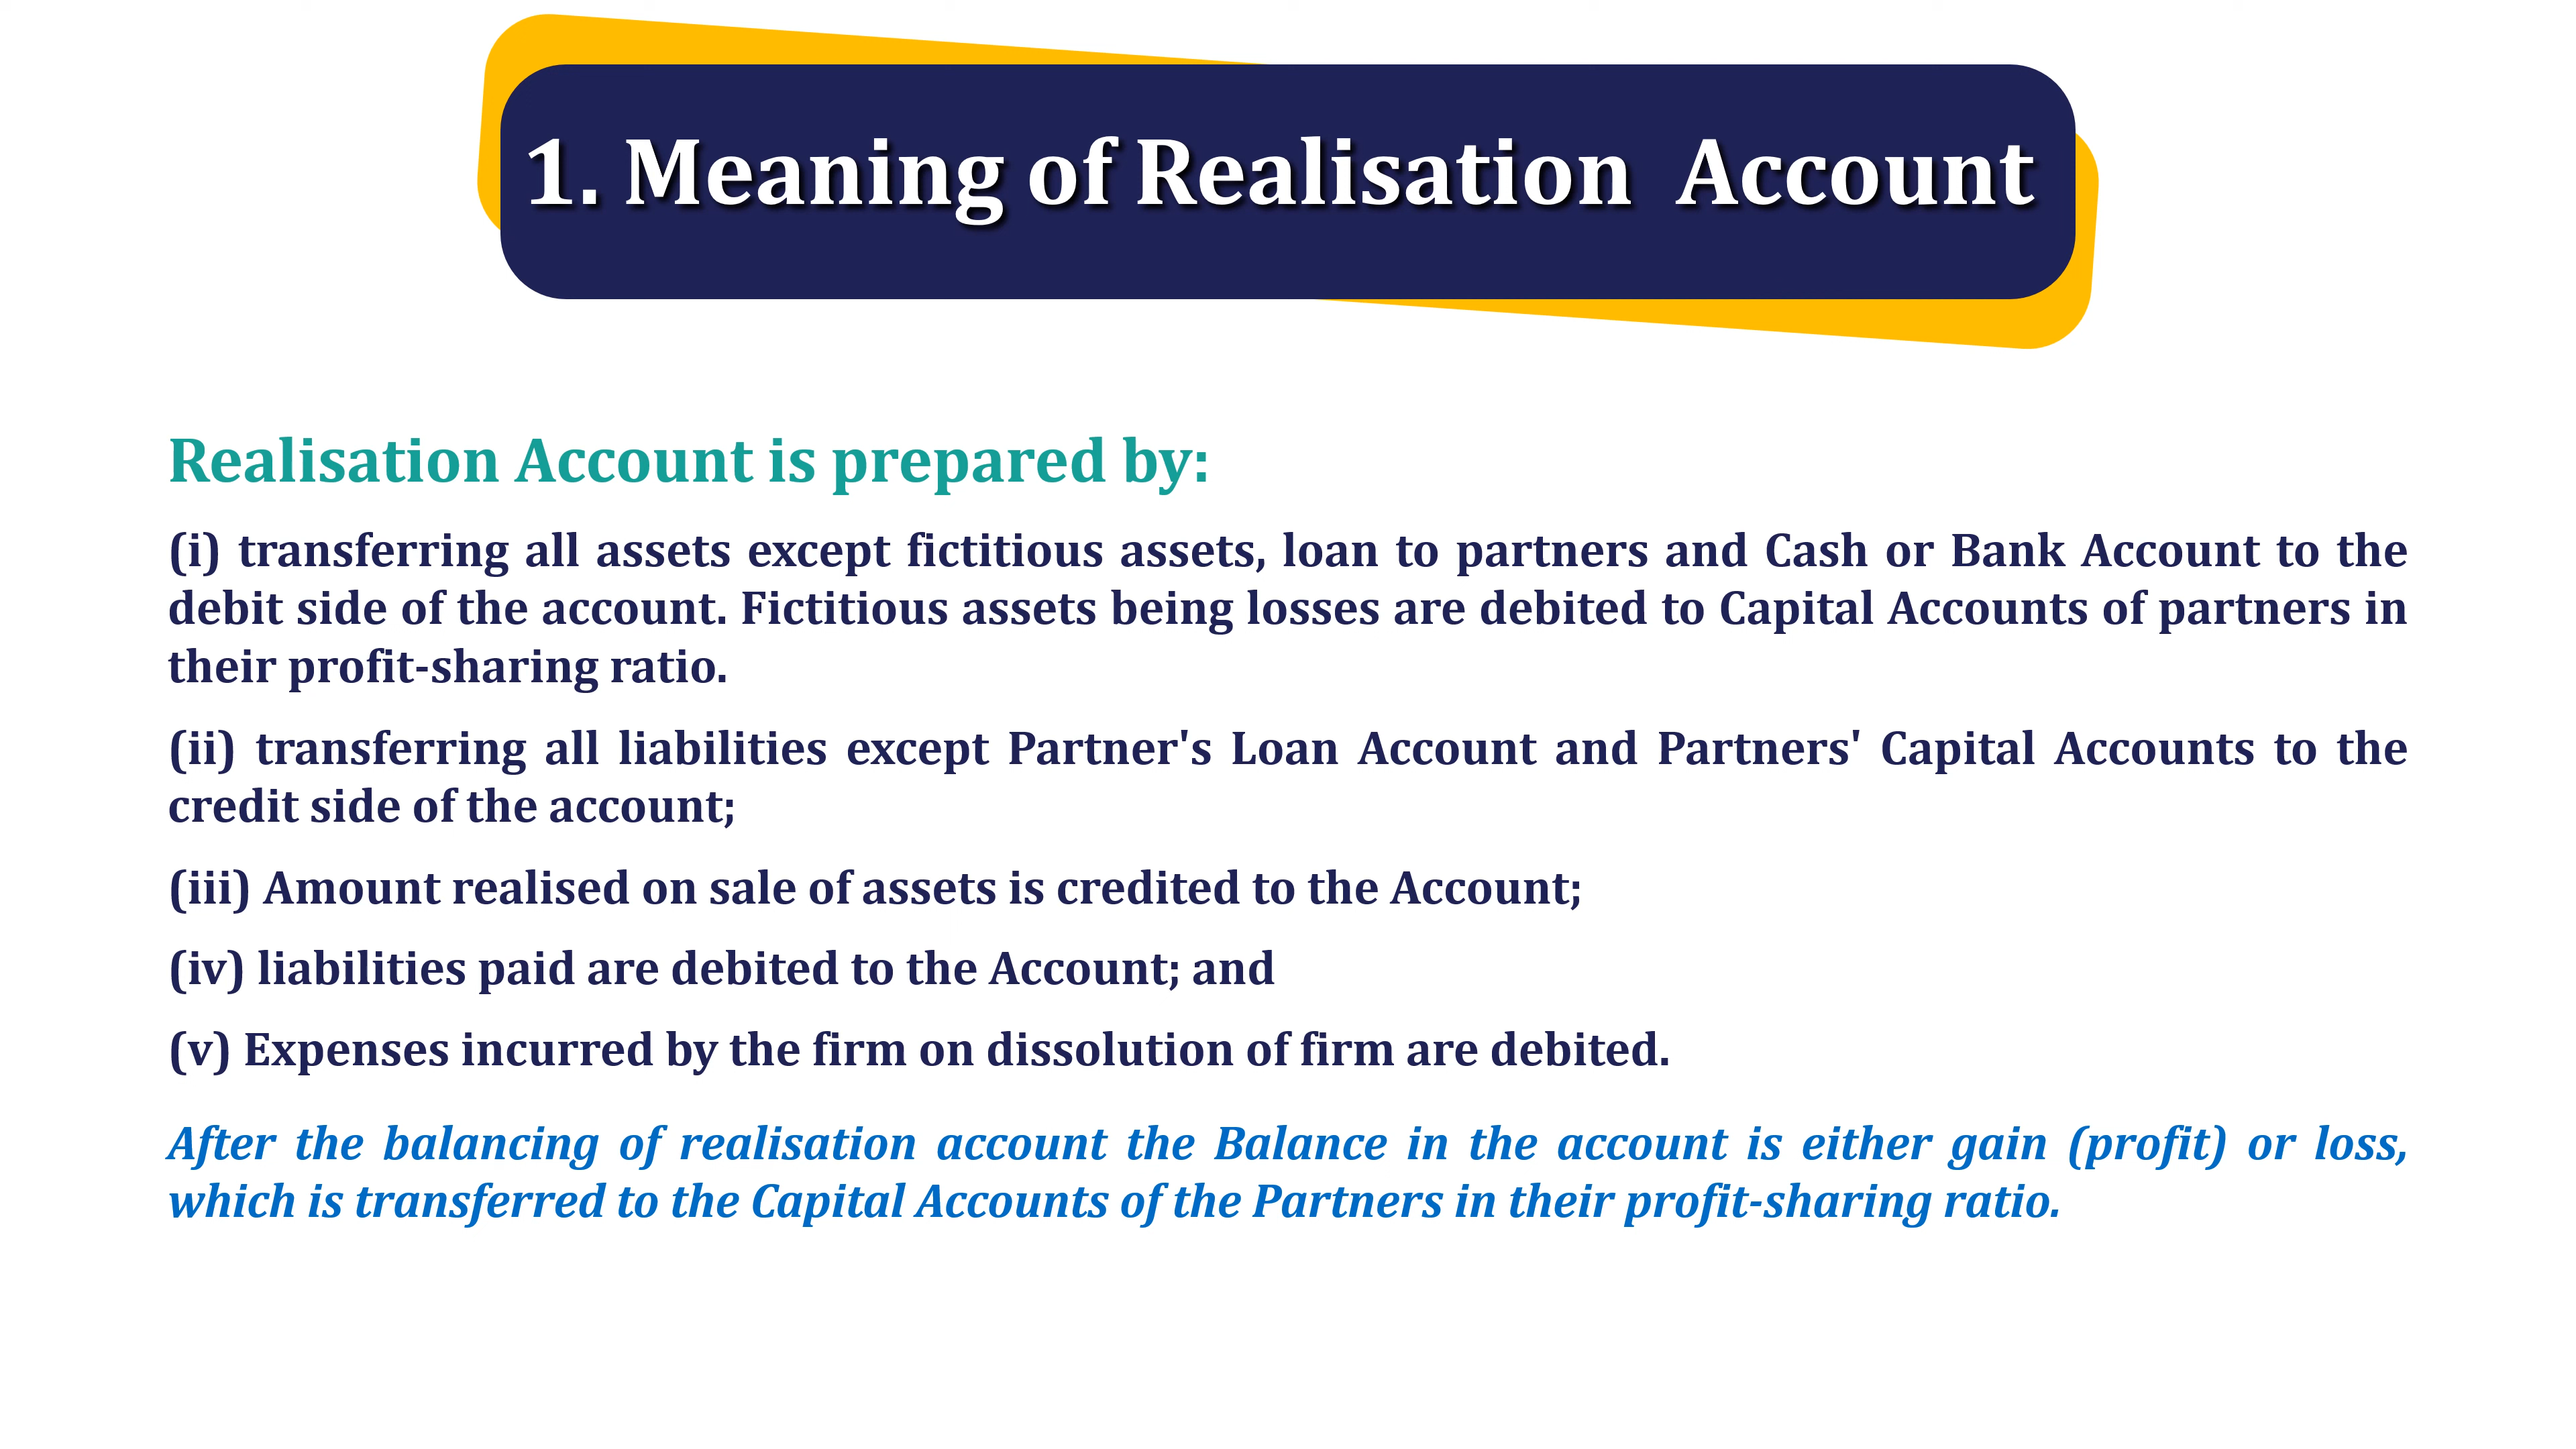 1. Meaning of Realisation Account
Realisation Account is prepared by:
(i) transferring all assets except fictitious assets, loan to partners and Cash or Bank Account to the
debit side of the account. Fictitious assets being losses are debited to Capital Accounts of partners in
their profit-sharing ratio.
(ii) transferring all liabilities except Partner's Loan Account and Partners' Capital Accounts to the
credit side of the account;
(iii) Amount realised on sale of assets is credited to the Account;
(iv) liabilities paid are debited to the Account; and
(v) Expenses incurred by the firm on dissolution of firm are debited.
After the balancing of realisation account the Balance in the account is either gain (profit) or loss,
which is transferred to the Capital Accounts of the Partners in their profit-sharing ratio.